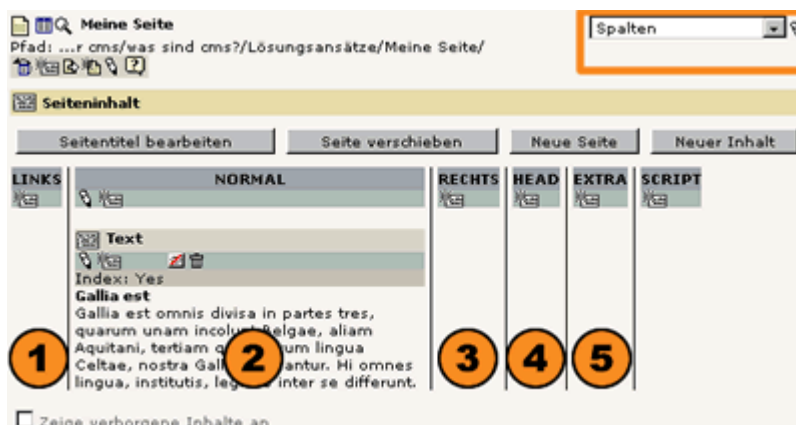 Meine Seite
Spalten
Pfad: ...r cms/was sind cms?/Lösungsansätze/Meine Seite/
Seiteninhalt
Seitentitel bearbeiten Seite verschieben Neue Seite Neuer Inhalt
LINKS NORMAL RECHTS HEAD EXTRA SCRIPT
Text
Index: Yes
Gallia est
Gallia est omnis divisa in partes tres,
quarum unam incolunt Belgae, aliam
Aquitani, tertiam lingua
Celtae, nostra
lingua, institutis, inter se differunt.
1 2 3 4 5
Zeige verborgene Inhalte an